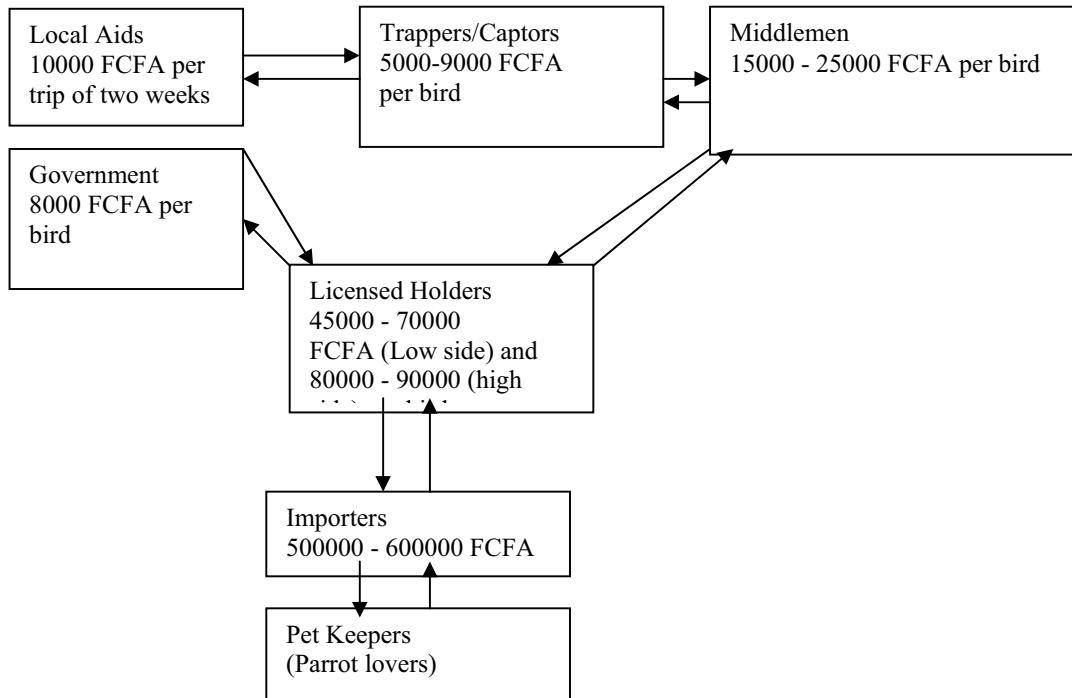 Local Aids
10000 FCFA per
trip of two weeks
Trappers/Captors
5000-9000 FCFA
per bird
Middlemen
15000 - 25000 FCFA per bird
Government
8000 FCFA per
bird
Licensed Holders
45000 - 70000
FCFA (Low side) and
80000 - 90000 (high
Importers
500000 - 600000 FCFA
Pet Keepers
(Parrot lovers)